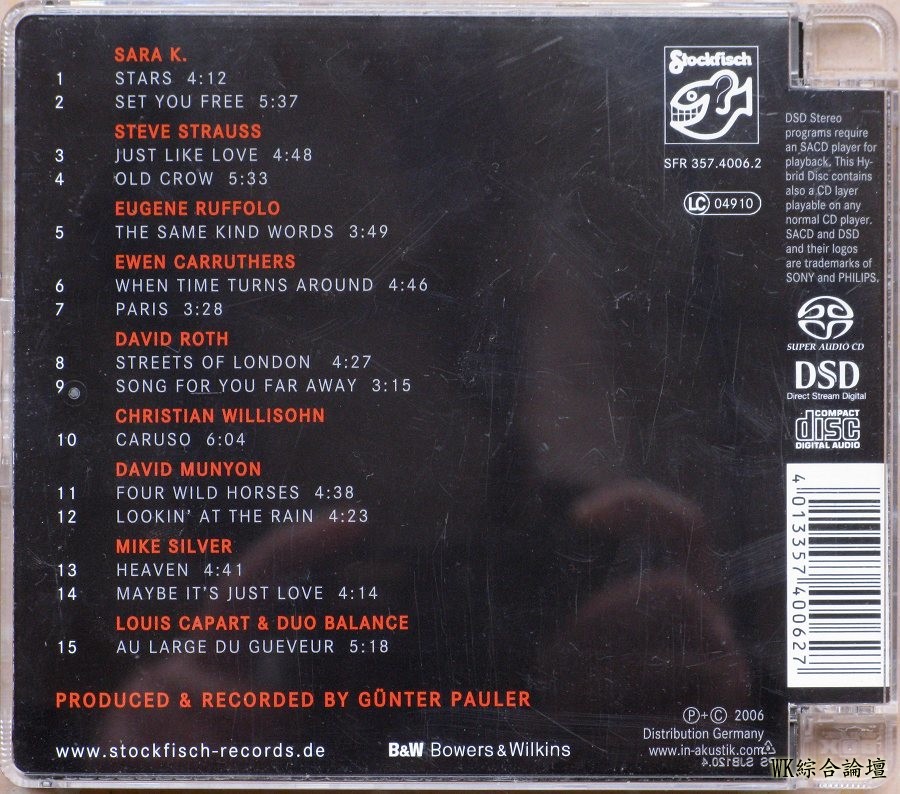 SARA K.
1 STARS 4:12
2 SET YOU FREE 5:37
STEVE STRAUSS
3 JUST LIKE LOVE 4:48
4 OLD CROW 5:33
EUGENE RUFFOLO
5 THE SAME KIND WORDS 3:49
EWEN CARRUTHERS
6 WHEN TIME TURNS AROUND 4:46
7 PARIS 3:28
DAVID ROTH
8 STREETS OF LONDON 4:27
9 SONG FOR YOU FAR AWAY 3:15
CHRISTIAN WILLISOHN
10 CARUSO 6:04
DAVID MUNYON
11 FOUR WILD HORSES 4:38
12 LOOKIN' AT THE RAIN 4:23
MIKE SILVER
13 HEAVEN 4:41
14 MAYBE IT'S JUST LOVE 4:14
LOUIS CAPART & DUO BALANCE
15 AU LARGE DU GUEVEUR 5:18
PRODUCED & RECORDED BY GÜNTER PAULER
www.stockfisch-records.de
B&W Bowers & Wilkins
Stockfisch
SFR 357.4006.2
LC 04910
DSD Stereo
programs require
an SACD player for
playback. This Hy-
brid Disc contains
also a CD layer
playable on any
normal CD player.
SACD and DSD
and their logos
are trademarks of
SONY and PHILIPS.
SUPER AUDIO CD
DSD
Direct Stream Digital
COMPACT
disc
DIGITAL AUDIO
4 013357 400627
Ⓟ+© 2006
Distribution Germany
www.in-akustik.com
WK綜合論壇